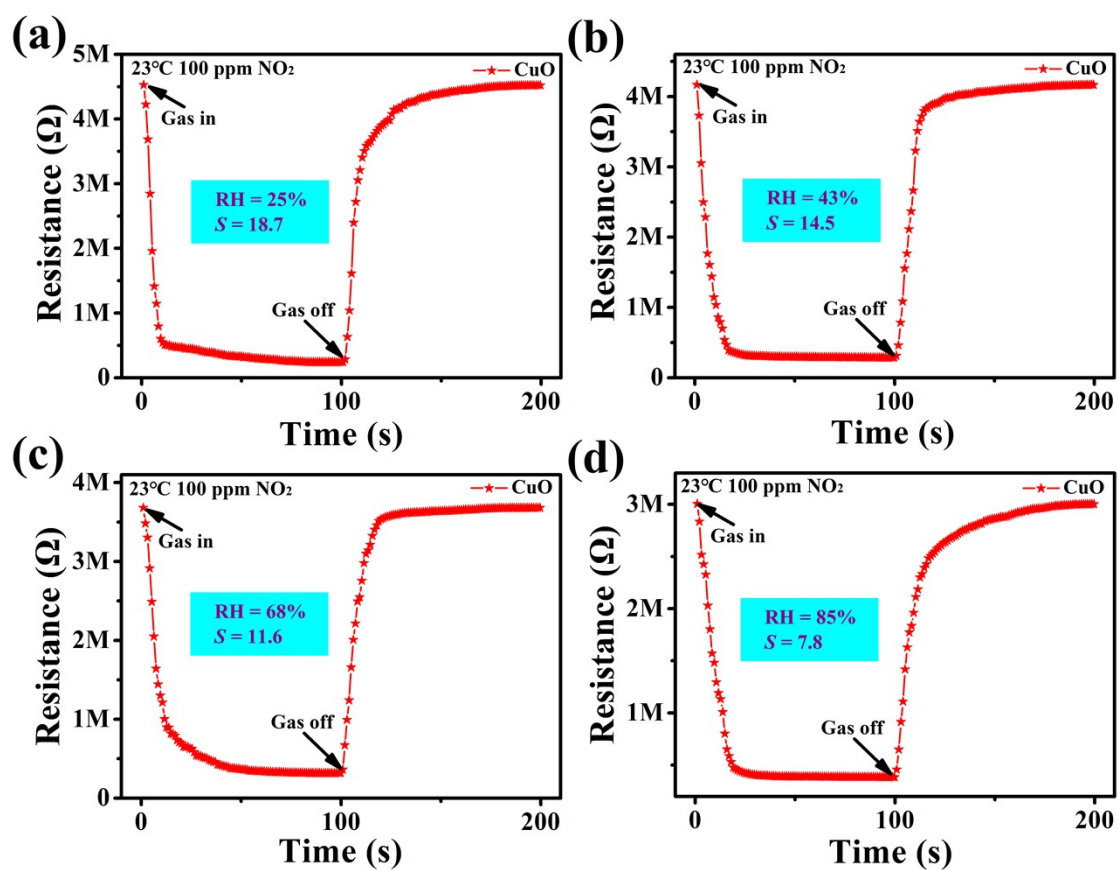 (a)
23°C 100 ppm NO₂
CuO
Gas in
RH = 25%
S = 18.7
Gas off
5M
4M
3M
2M
1M
0
Resistance (Ω)
0
100
200
Time (s)
(b)
23°C 100 ppm NO₂
CuO
Gas in
RH = 43%
S = 14.5
Gas off
4M
3M
2M
1M
0
Resistance (Ω)
0
100
200
Time (s)
(c)
23°C 100 ppm NO₂
CuO
Gas in
RH = 68%
S = 11.6
Gas off
4M
3M
2M
1M
0
Resistance (Ω)
0
100
200
Time (s)
(d)
23°C 100 ppm NO₂
CuO
Gas in
RH = 85%
S = 7.8
Gas off
3M
2M
1M
Resistance (Ω)
0
100
200
Time (s)